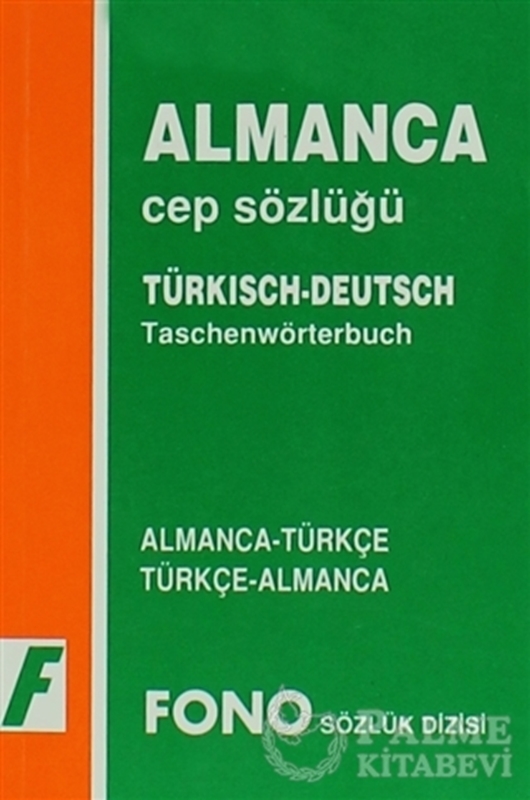 ALMANCA
cep sözlüğü
TÜRKISCH-DEUTSCH
Taschenwörterbuch
ALMANCA-TÜRKÇE
TÜRKÇE-ALMANCA
F
FONO SÖZLÜK DİZİSİ
PALME
KİTABEVİ